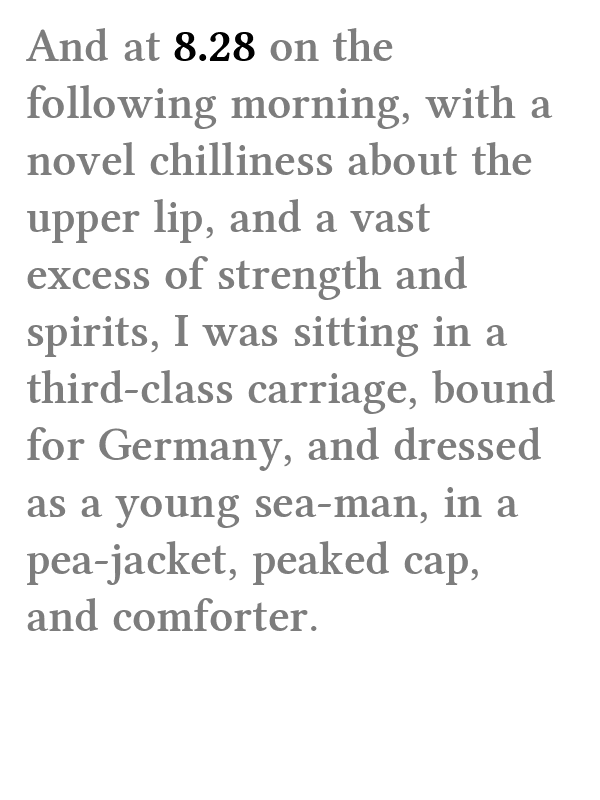 And at 8.28 on the
following morning, with a
novel chilliness about the
upper lip, and a vast
excess of strength and
spirits, I was sitting in a
third-class carriage, bound
for Germany, and dressed
as a young sea-man, in a
pea-jacket, peaked cap,
and comforter.